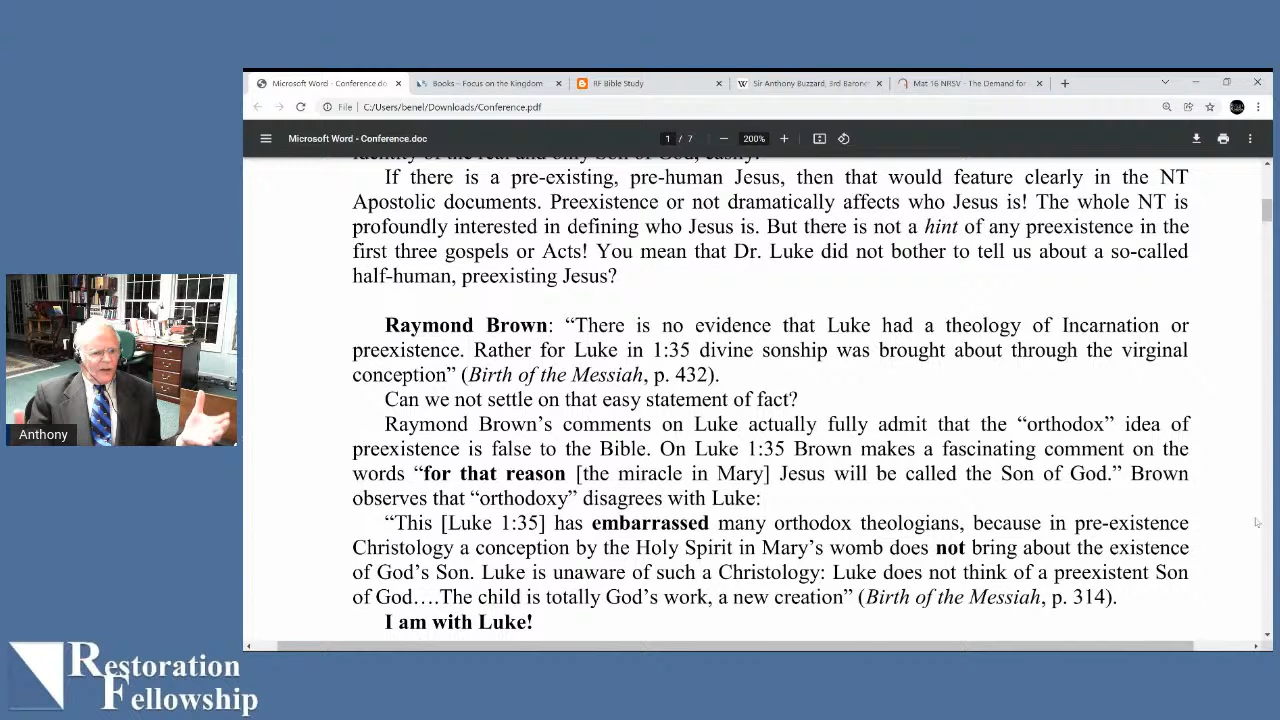 Microsoft Word - Conference.do
Books – Focus on the Kingdom
RF Bible Study
Sir Anthony Buzzard, 3rd Barone
Mat 16 NRSV - The Demand for
File
C:/Users/benel/Downloads/Conference.pdf
Microsoft Word - Conference.doc
1 / 7
200%
identity of the real and only Son of God, easily.
If there is a pre-existing, pre-human Jesus, then that would feature clearly in the NT
Apostolic documents. Preexistence or not dramatically affects who Jesus is! The whole NT is
profoundly interested in defining who Jesus is. But there is not a hint of any preexistence in the
first three gospels or Acts! You mean that Dr. Luke did not bother to tell us about a so-called
half-human, preexisting Jesus?
Raymond Brown: “There is no evidence that Luke had a theology of Incarnation or
preexistence. Rather for Luke in 1:35 divine sonship was brought about through the virginal
conception” (Birth of the Messiah, p. 432).
Can we not settle on that easy statement of fact?
Raymond Brown’s comments on Luke actually fully admit that the “orthodox” idea of
preexistence is false to the Bible. On Luke 1:35 Brown makes a fascinating comment on the
words “for that reason [the miracle in Mary] Jesus will be called the Son of God.” Brown
observes that “orthodoxy” disagrees with Luke:
“This [Luke 1:35] has embarrassed many orthodox theologians, because in pre-existence
Christology a conception by the Holy Spirit in Mary’s womb does not bring about the existence
of God’s Son. Luke is unaware of such a Christology: Luke does not think of a preexistent Son
of God….The child is totally God’s work, a new creation” (Birth of the Messiah, p. 314).
I am with Luke!
Anthony
Restoration
Fellowship